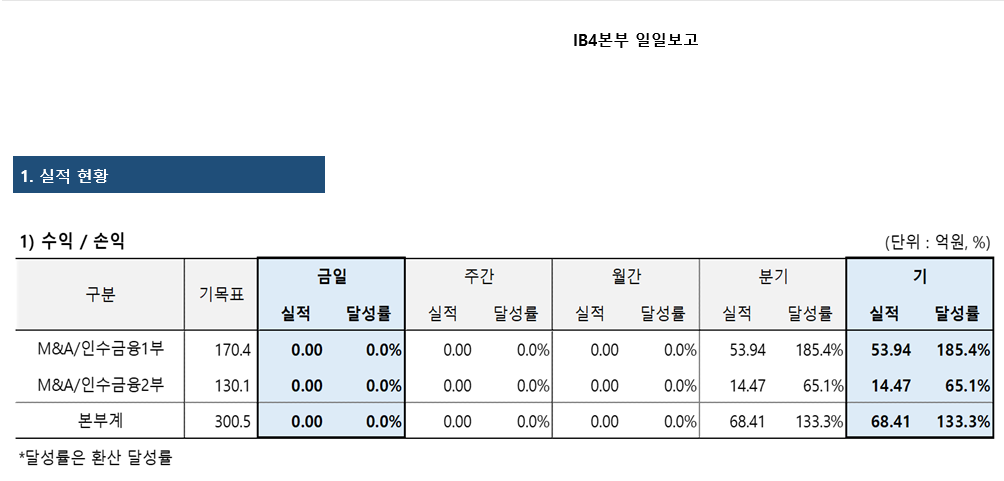 IB4본부 일일보고
1. 실적 현황
1) 수익 / 손익 (단위 : 억원, %)
구분 기목표 금일 주간 월간 분기 기
실적 달성률 실적 달성률 실적 달성률 실적 달성률 실적 달성률
M&A/인수금융1부 170.4 0.00 0.0% 0.00 0.0% 0.00 0.0% 53.94 185.4% 53.94 185.4%
M&A/인수금융2부 130.1 0.00 0.0% 0.00 0.0% 0.00 0.0% 14.47 65.1% 14.47 65.1%
본부계 300.5 0.00 0.0% 0.00 0.0% 0.00 0.0% 68.41 133.3% 68.41 133.3%
*달성률은 환산 달성률